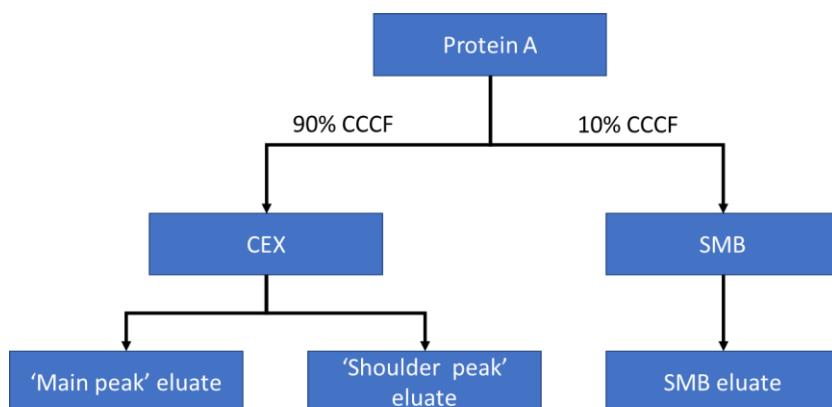 Protein A
90% CCCF
10% CCCF
CEX
SMB
‘Main peak’ eluate
‘Shoulder peak’
eluate
SMB eluate